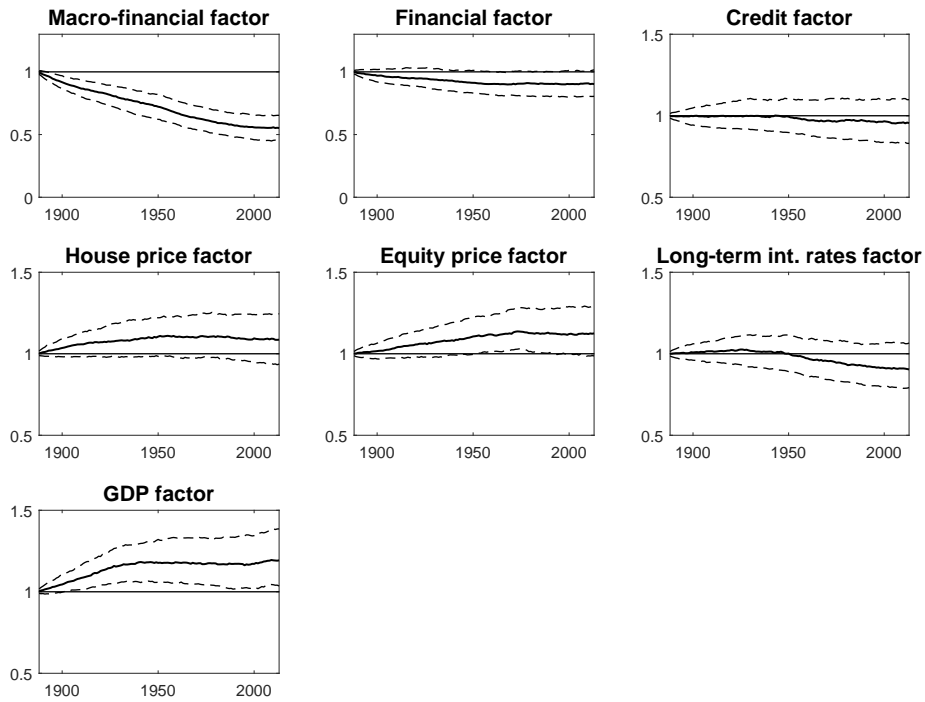 Macro-financial factor
1
0.5
0
1900 1950 2000
Financial factor
1
0.5
0
1900 1950 2000
Credit factor
1.5
1
0.5
1900 1950 2000
House price factor
1.5
1
0.5
1900 1950 2000
Equity price factor
1.5
1
0.5
1900 1950 2000
Long-term int. rates factor
1.5
1
0.5
1900 1950 2000
GDP factor
1.5
1
0.5
1900 1950 2000